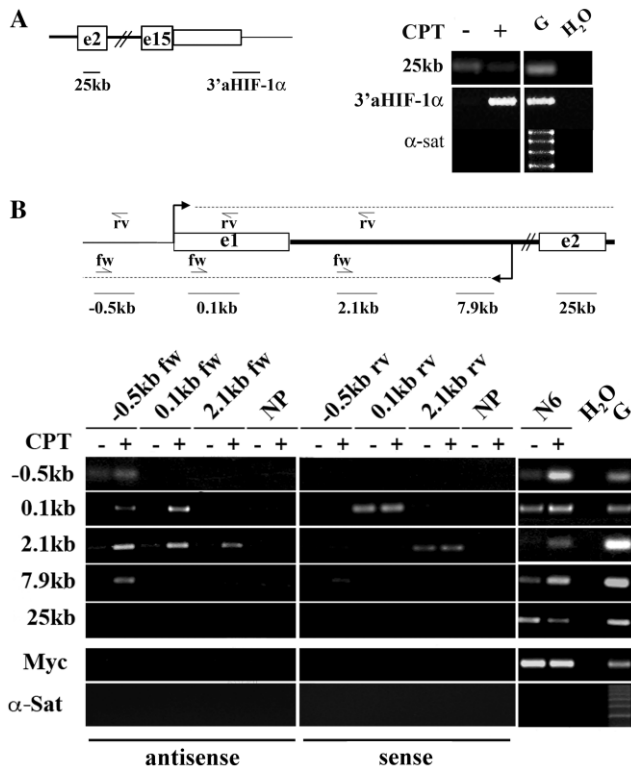 A
e2 e15
25kb 3'aHIF-1α
CPT - + G H2O
25kb
3'aHIF-1α
α-sat
B
rv rv rv
e1 e2
fw fw fw
-0.5kb 0.1kb 2.1kb 7.9kb 25kb
-0.5kb fw 0.1kb fw 2.1kb fw NP -0.5kb rv 0.1kb rv 2.1kb rv NP N6 H2O G
CPT - + - + - + - + - + - + - + - + - +
-0.5kb
0.1kb
2.1kb
7.9kb
25kb
Myc
α-Sat
antisense sense